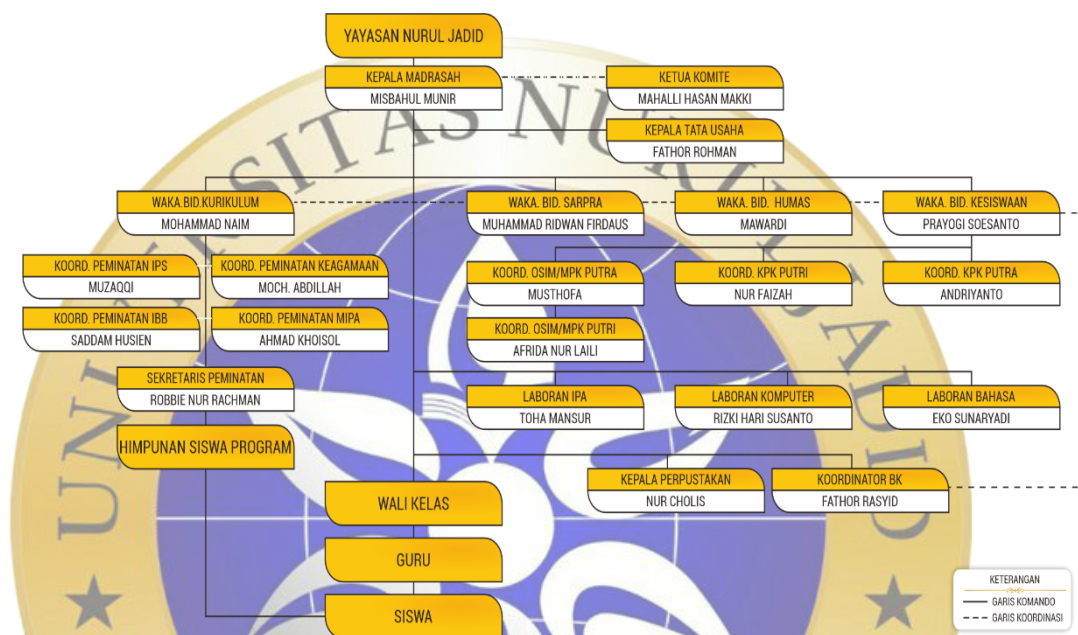 YAYASAN NURUL JADID
KEPALA MADRASAH
MISBAHUL MUNIR
KETUA KOMITE
MAHALLI HASAN MAKKI
KEPALA TATA USAHA
FATHOR ROHMAN
WAKA.BID.KURIKULUM
MOHAMMAD NAIM
WAKA. BID. SARPRA
MUHAMMAD RIDWAN FIRDAUS
WAKA. BID. HUMAS
MAWARDI
WAKA. BID. KESISWAAN
PRAYOGI SOESANTO
KOORD. PEMINATAN IPS
MUZAQQI
KOORD. PEMINATAN KEAGAMAAN
MOCH. ABDILLAH
KOORD. OSIM/MPK PUTRA
MUSTHOFA
KOORD. KPK PUTRI
NUR FAIZAH
KOORD. KPK PUTRA
ANDRIYANTO
KOORD. PEMINATAN IBB
SADDAM HUSIEN
KOORD. PEMINATAN MIPA
AHMAD KHOISOL
KOORD. OSIM/MPK PUTRI
AFRIDA NUR LAILI
SEKRETARIS PEMINATAN
ROBBIE NUR RACHMAN
LABORAN IPA
TOHA MANSUR
LABORAN KOMPUTER
RIZKI HARI SUSANTO
LABORAN BAHASA
EKO SUNARYADI
HIMPUNAN SISWA PROGRAM
KEPALA PERPUSTAKAN
NUR CHOLIS
KOORDINATOR BK
FATHOR RASYID
WALI KELAS
GURU
SISWA
KETERANGAN
GARIS KOMANDO
GARIS KOORDINASI
UNIVERSITAS NURUL JADID